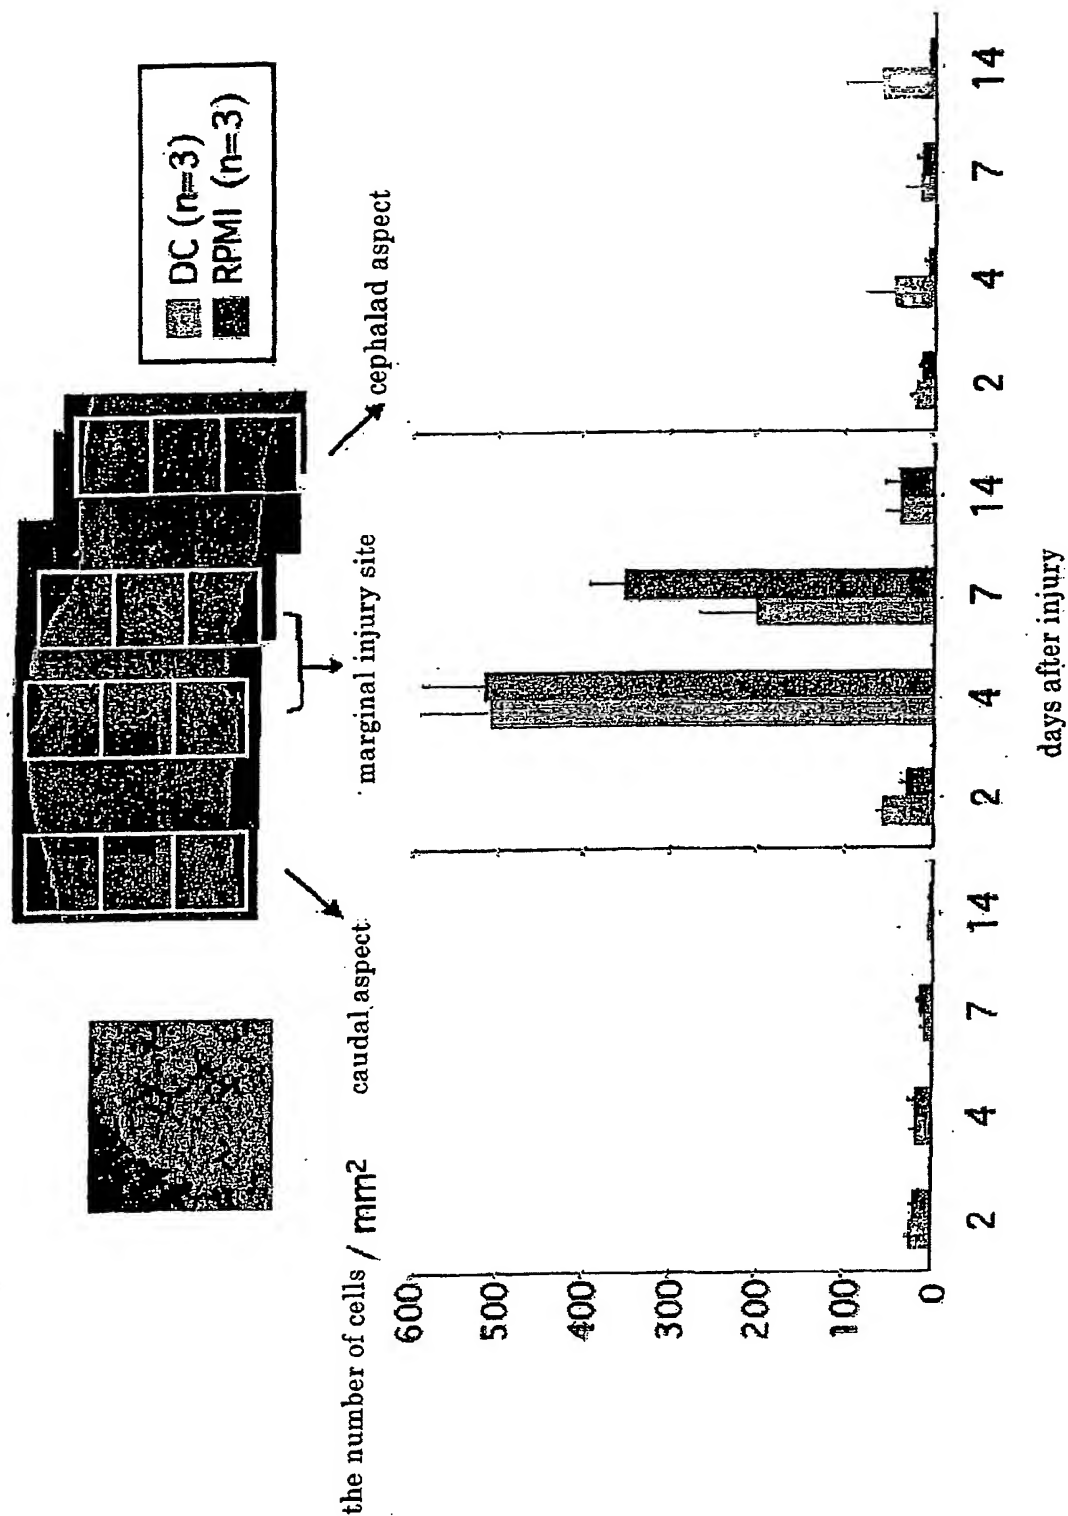 DC (n=3)
RPMI (n=3)
the number of cells / mm2
caudal aspect
marginal injury site
cephalad aspect
600
500
400
300
200
100
0
2 4 7 14
2 4 7 14
2 4 7 14
days after injury